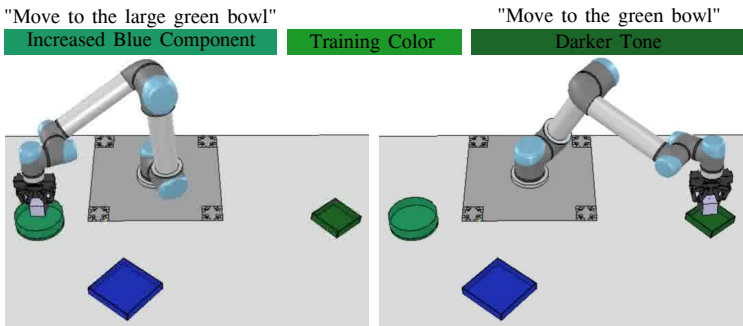 "Move to the large green bowl"
"Move to the green bowl"
Increased Blue Component
Training Color
Darker Tone